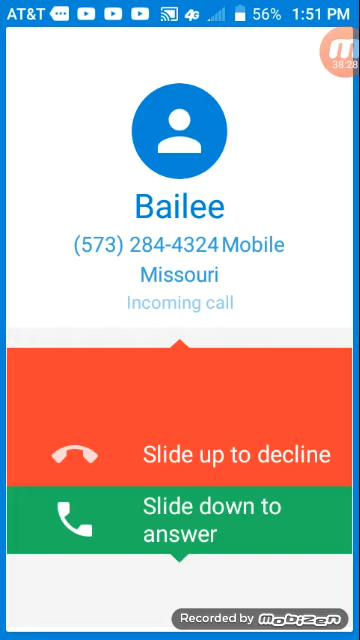 AT&T 4G 56% 1:51 PM
38:28
Bailee
(573) 284-4324 Mobile
Missouri
Incoming call
Slide up to decline
Slide down to
answer
Recorded by mobizen